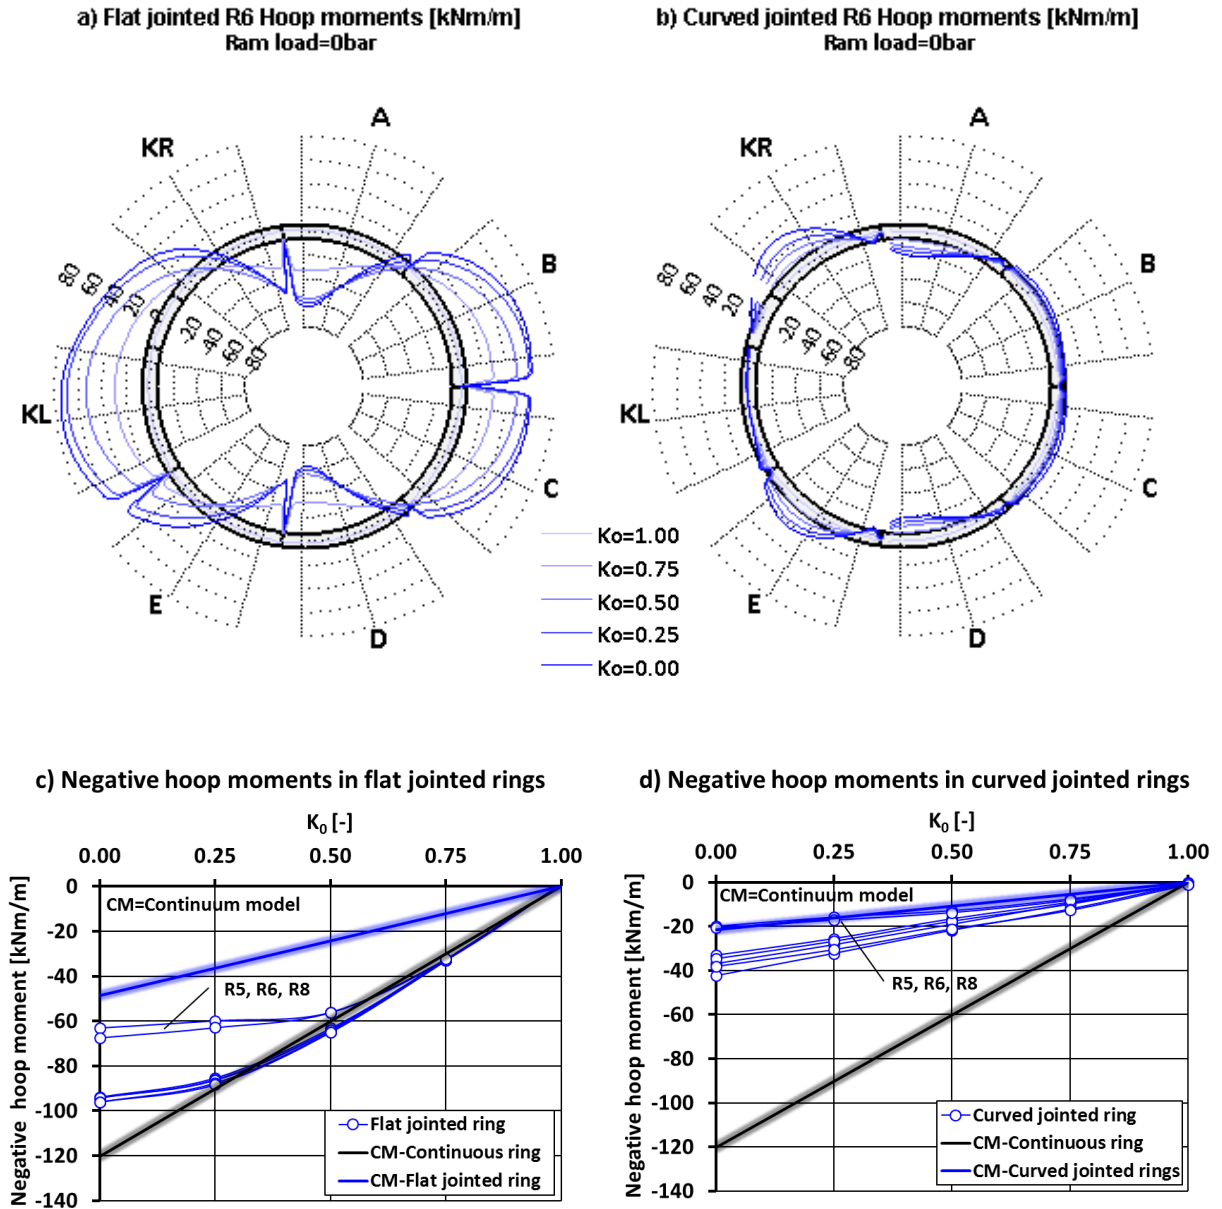 a) Flat jointed R6 Hoop moments [kNm/m]
Ram load=0bar
b) Curved jointed R6 Hoop moments [kNm/m]
Ram load=0bar
A
KR
B
80
60
40
20
0
-20
-40
60
80
KL
C
E
D
A
KR
B
80
60
40
20
-20
-40
60
80
KL
C
E
D
Ko=1.00
Ko=0.75
Ko=0.50
Ko=0.25
Ko=0.00
c) Negative hoop moments in flat jointed rings
K0 [-]
0.00 0.25 0.50 0.75 1.00
Negative hoop moment [kNm/m]
0
-20
-40
-60
-80
-100
-120
-140
CM=Continuum model
R5, R6, R8
Flat jointed ring
CM-Continuous ring
CM-Flat jointed ring
d) Negative hoop moments in curved jointed rings
K0 [-]
0.00 0.25 0.50 0.75 1.00
Negative hoop moment [kNm/m]
0
-20
-40
-60
-80
-100
-120
-140
CM=Continuum model
R5, R6, R8
Curved jointed ring
CM-Continuous ring
CM-Curved jointed rings